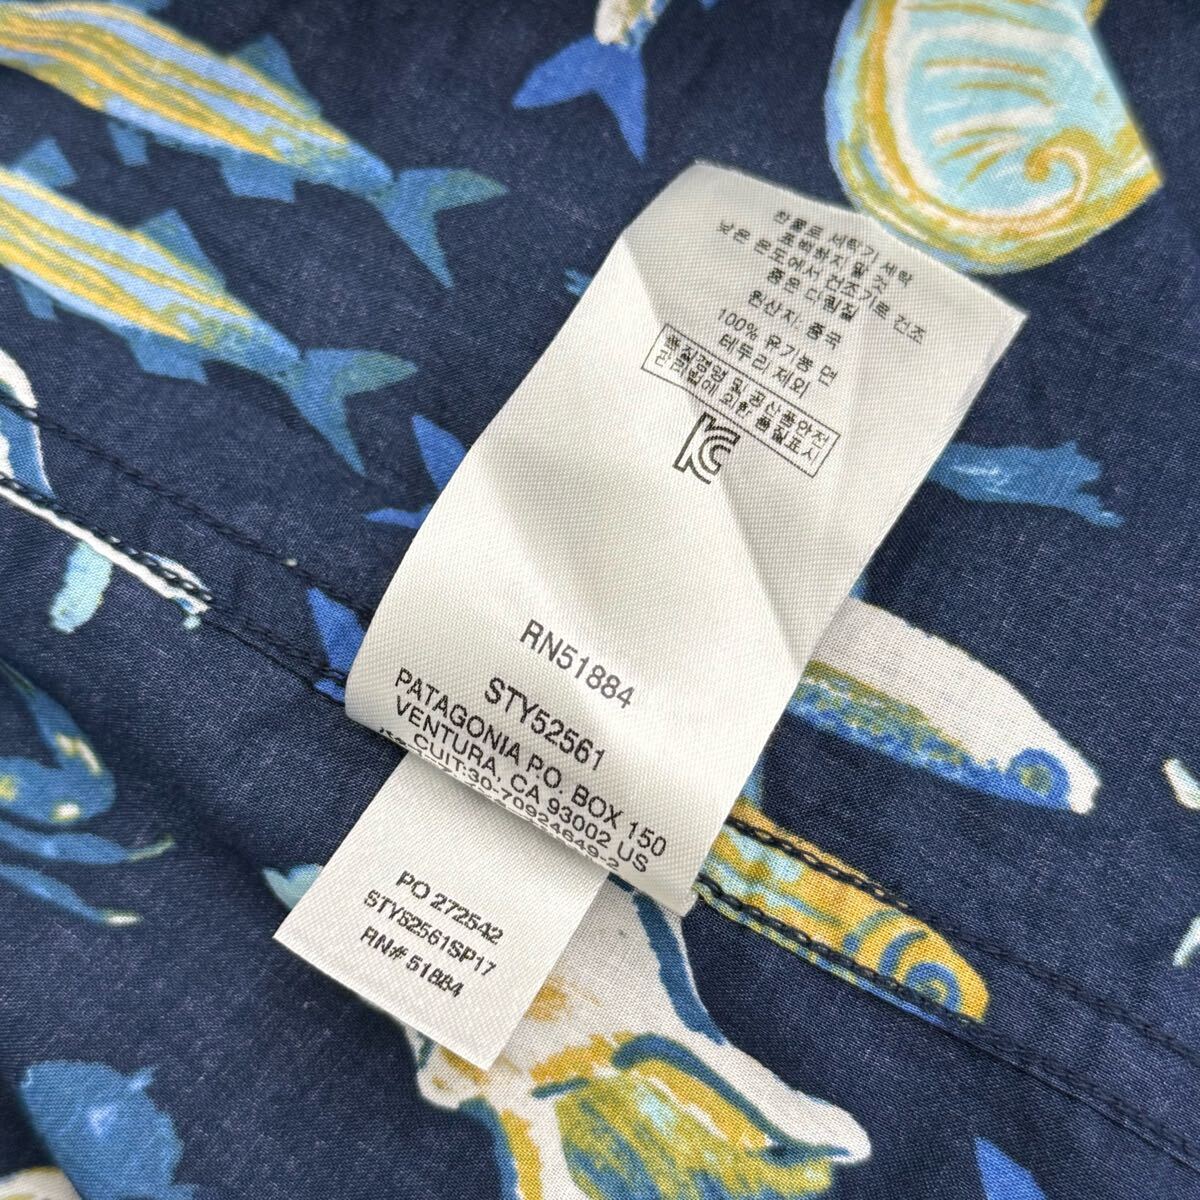 찬물로 세탁기 세탁
표백하지 말 것
낮은 온도에서 건조기로 건조
중온 다림질
원산지: 중국
100% 유기농 면
테두리 제외
품질경영 및 공산품안전
관리법에 의한 품질표시
KC
RN51884
STY52561
PATAGONIA P.O. BOX 150
VENTURA, CA 93002 US
CUIT:30-70924649-2
PO 272542
STY52561SP17
RN# 51884